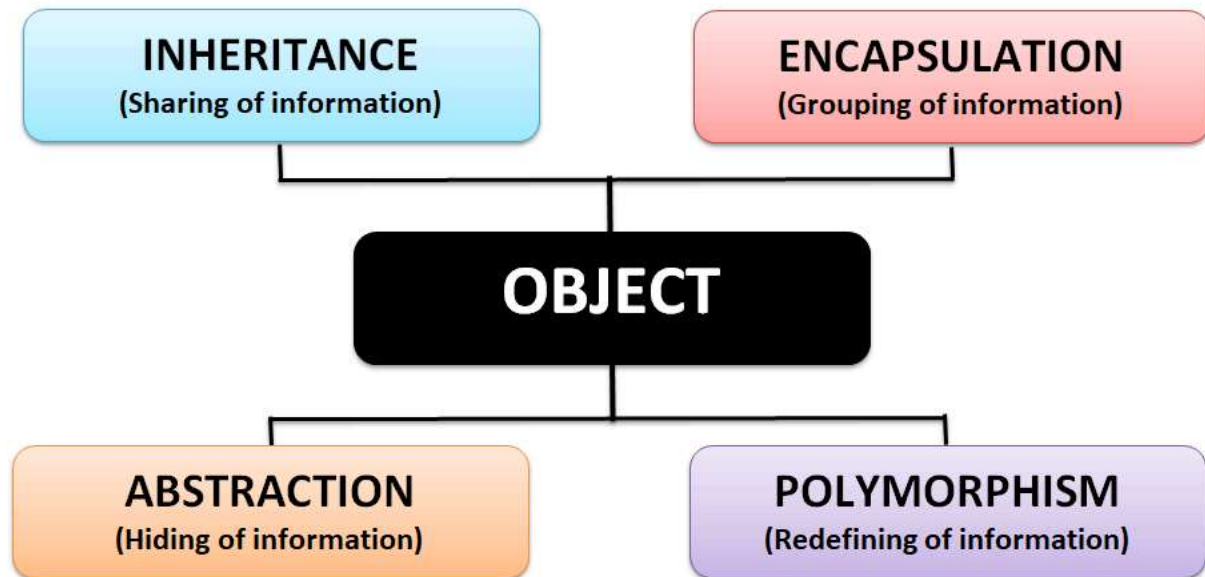 INHERITANCE
(Sharing of information)
ENCAPSULATION
(Grouping of information)
OBJECT
ABSTRACTION
(Hiding of information)
POLYMORPHISM
(Redefining of information)